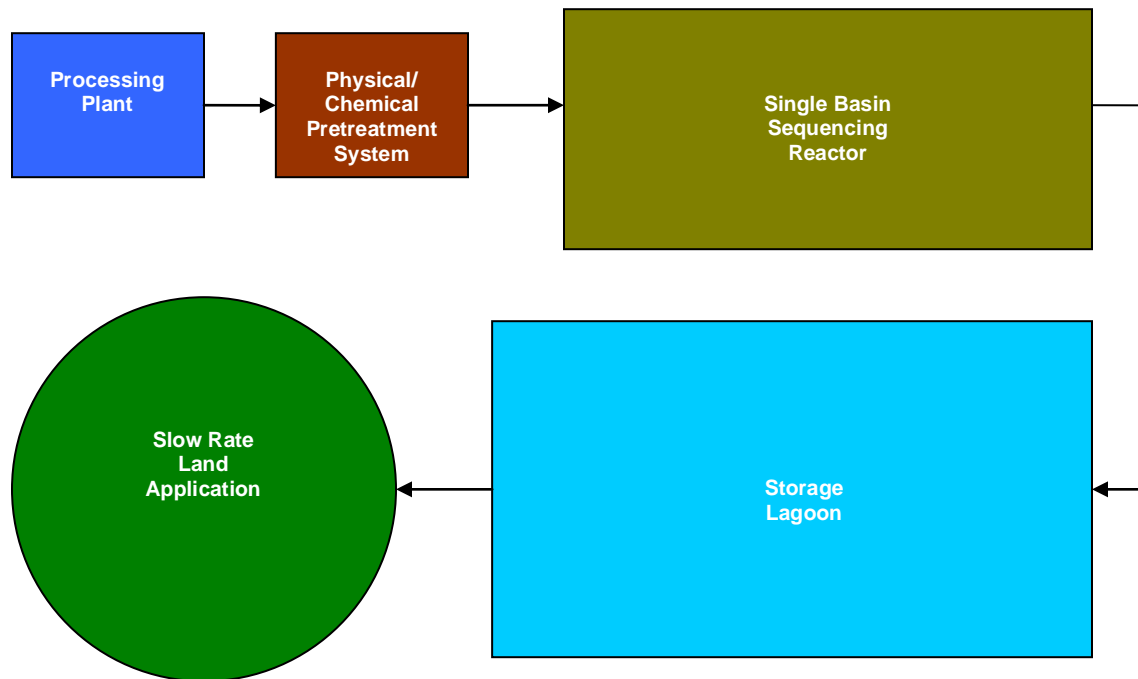 Processing
Plant
Physical/
Chemical
Pretreatment
System
Single Basin
Sequencing
Reactor
Slow Rate
Land
Application
Storage
Lagoon